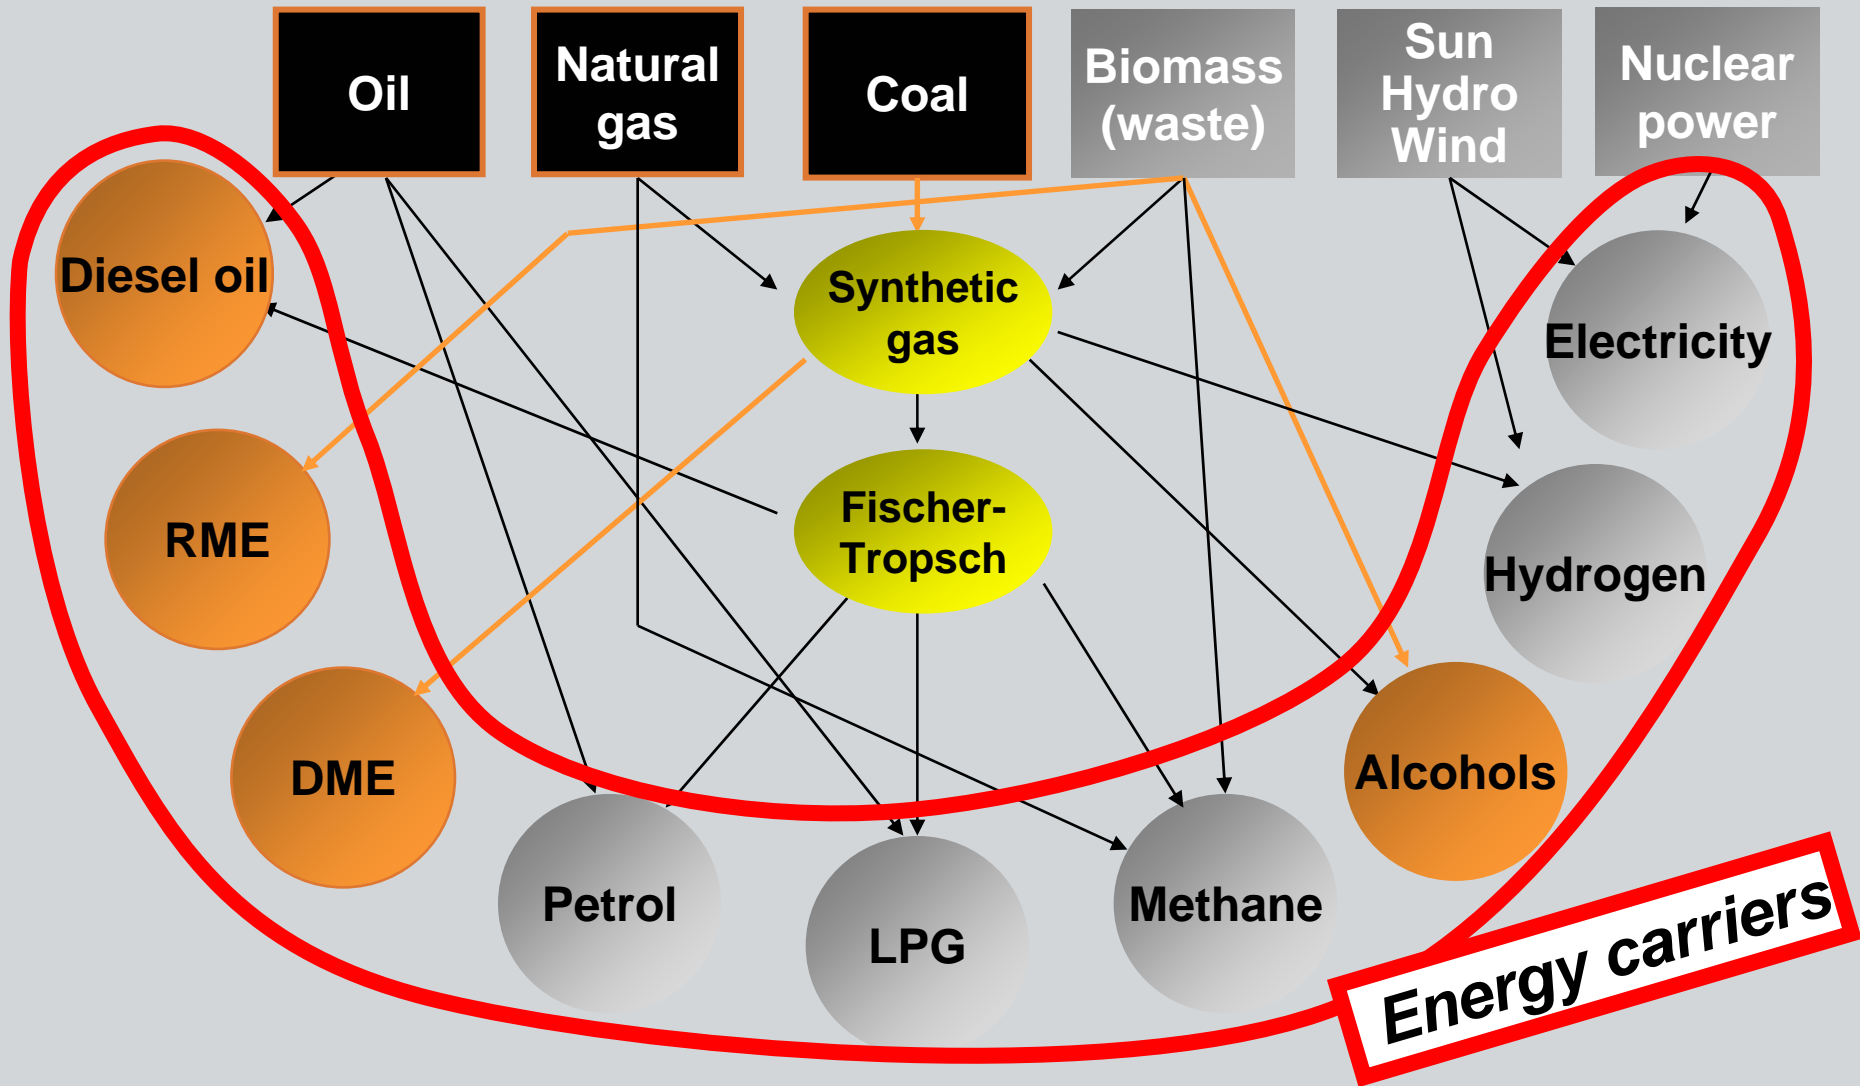 Oil
Natural
gas
Coal
Biomass
(waste)
Sun
Hydro
Wind
Nuclear
power
Diesel oil
Synthetic
gas
Electricity
RME
Fischer-
Tropsch
Hydrogen
DME
Alcohols
Petrol
LPG
Methane
Energy carriers